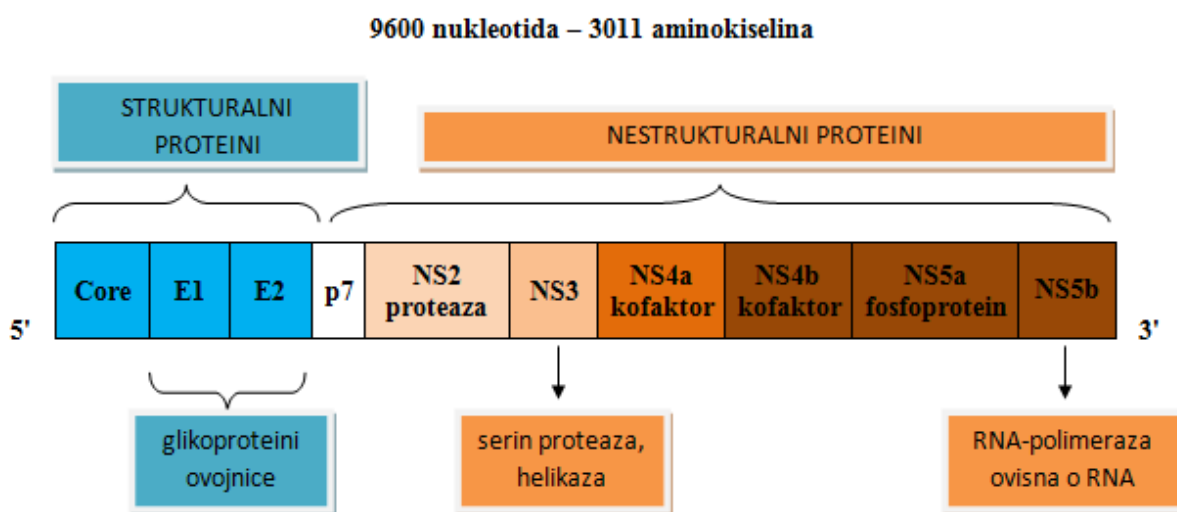 9600 nukleotida – 3011 aminokiselina
STRUKTURALNI
PROTEINI
NESTRUKTURALNI PROTEINI
5'
Core
E1
E2
p7
NS2
proteaza
NS3
NS4a
kofaktor
NS4b
kofaktor
NS5a
fosfoprotein
NS5b
3'
glikoproteini
ovojnice
serin proteaza,
helikaza
RNA-polimeraza
ovisna o RNA